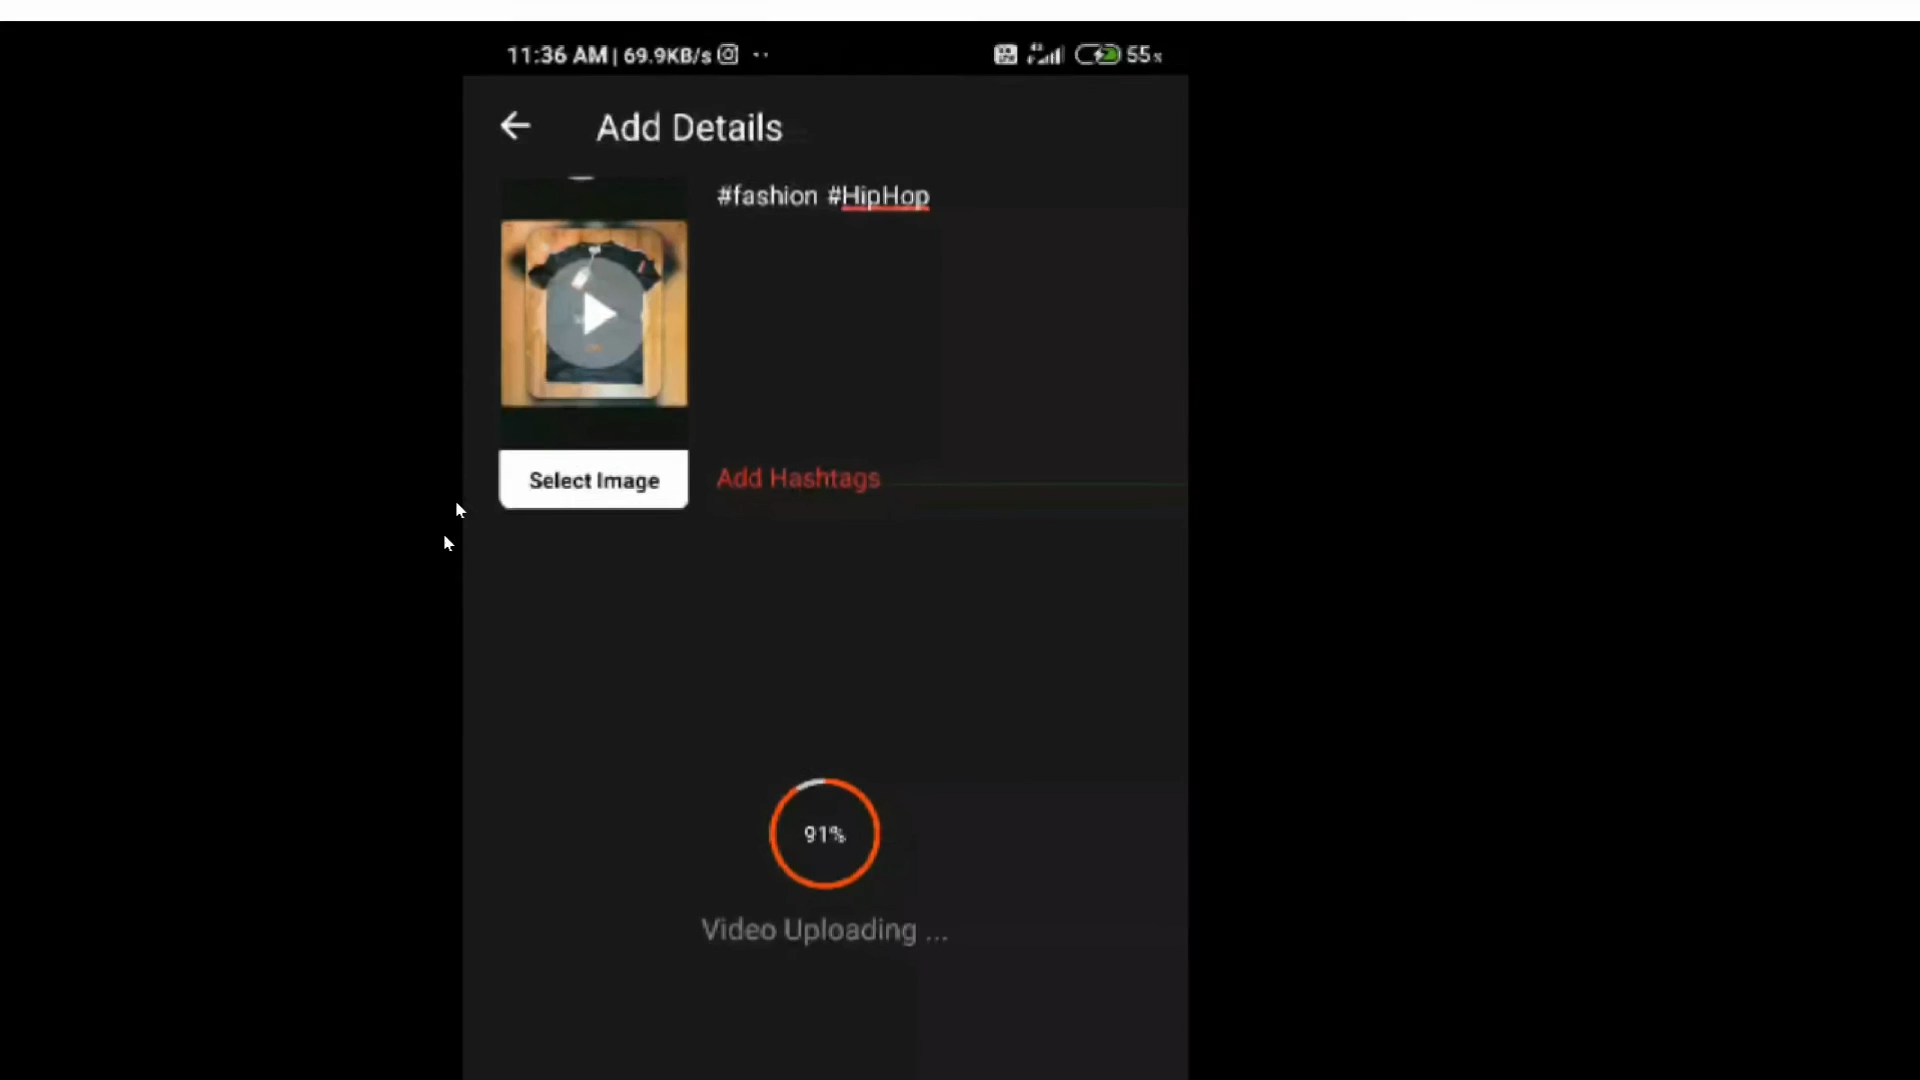 11:36 AM | 69.9KB/s
55%
Add Details
#fashion #HipHop
Select Image
Add Hashtags
91%
Video Uploading ...